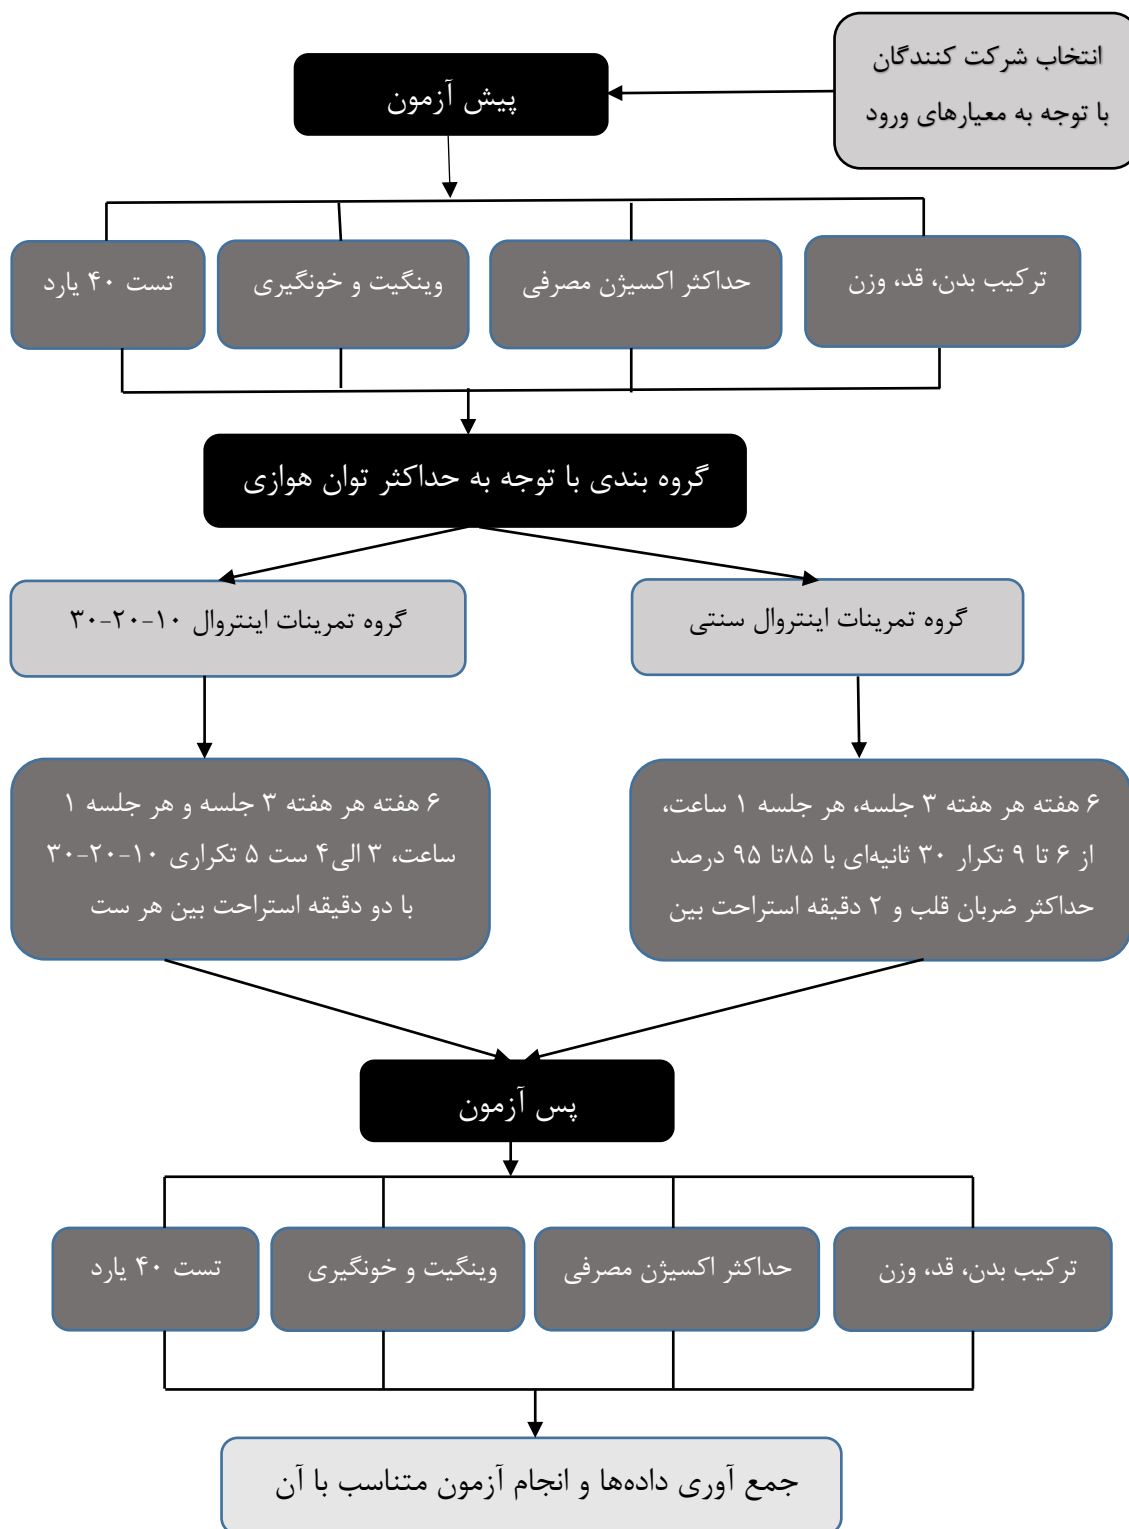 انتخاب شرکت کنندگان
با توجه به معیارهای ورود
پیش آزمون
ترکیب بدن، قد، وزن
حداکثر اکسیژن مصرفی
وینگیت و خونگیری
تست ۴۰ یارد
گروه بندی با توجه به حداکثر توان هوازی
گروه تمرینات اینتروال سنتی
گروه تمرینات اینتروال ۱۰-۲۰-۳۰
۶ هفته هر هفته ۳ جلسه، هر جلسه ۱ ساعت،
از ۶ تا ۹ تکرار ۳۰ ثانیه‌ای با ۸۵تا ۹۵ درصد
حداکثر ضربان قلب و ۲ دقیقه استراحت بین
۶ هفته هر هفته ۳ جلسه و هر جلسه ۱
ساعت، ۳ الی۴ ست ۵ تکراری ۱۰-۲۰-۳۰
با دو دقیقه استراحت بین هر ست
پس آزمون
ترکیب بدن، قد، وزن
حداکثر اکسیژن مصرفی
وینگیت و خونگیری
تست ۴۰ یارد
جمع آوری داده‌ها و انجام آزمون متناسب با آن